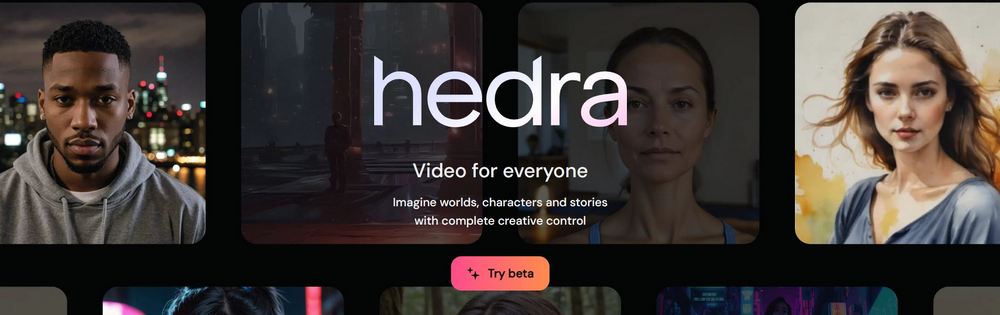 hedra
Video for everyone
Imagine worlds, characters and stories
with complete creative control
Try beta